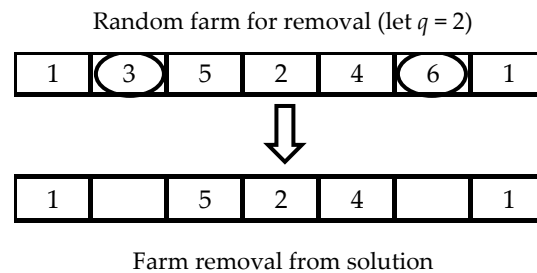 Random farm for removal (let q = 2)
1 3 5 2 4 6 1
1 5 2 4 1
Farm removal from solution